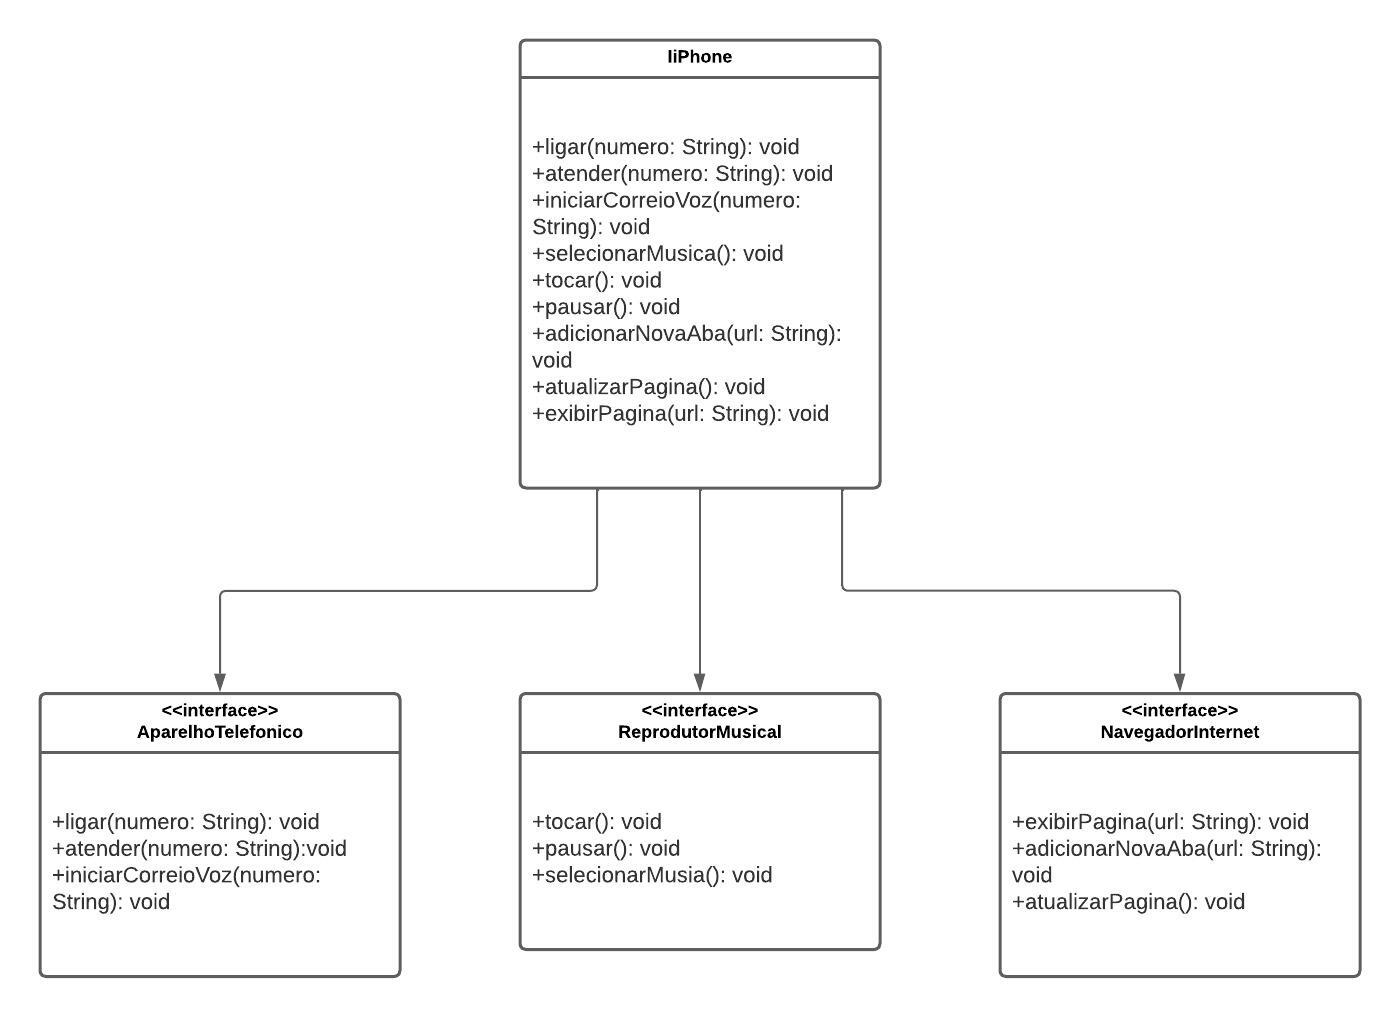 IiPhone
+ligar(numero: String): void
+atender(numero: String): void
+iniciarCorreioVoz(numero:
String): void
+selecionarMusica(): void
+tocar(): void
+pausar(): void
+adicionarNovaAba(url: String):
void
+atualizarPagina(): void
+exibirPagina(url: String): void
<<interface>>
AparelhoTelefonico
+ligar(numero: String): void
+atender(numero: String):void
+iniciarCorreioVoz(numero:
String): void
<<interface>>
ReprodutorMusical
+tocar(): void
+pausar(): void
+selecionarMusia(): void
<<interface>>
NavegadorInternet
+exibirPagina(url: String): void
+adicionarNovaAba(url: String):
void
+atualizarPagina(): void